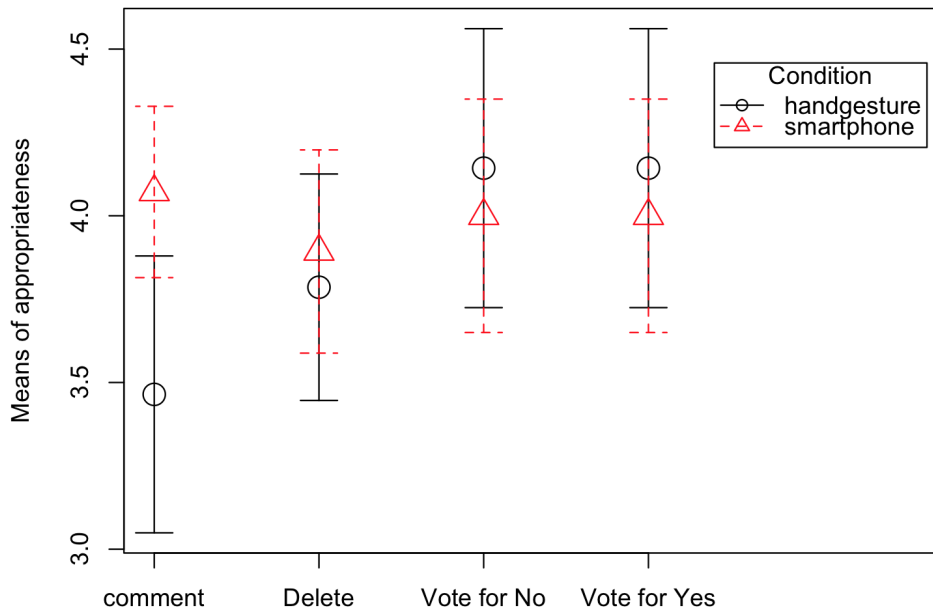 Means of appropriateness
4.5
4.0
3.5
3.0
Condition
handgesture
smartphone
comment Delete Vote for No Vote for Yes